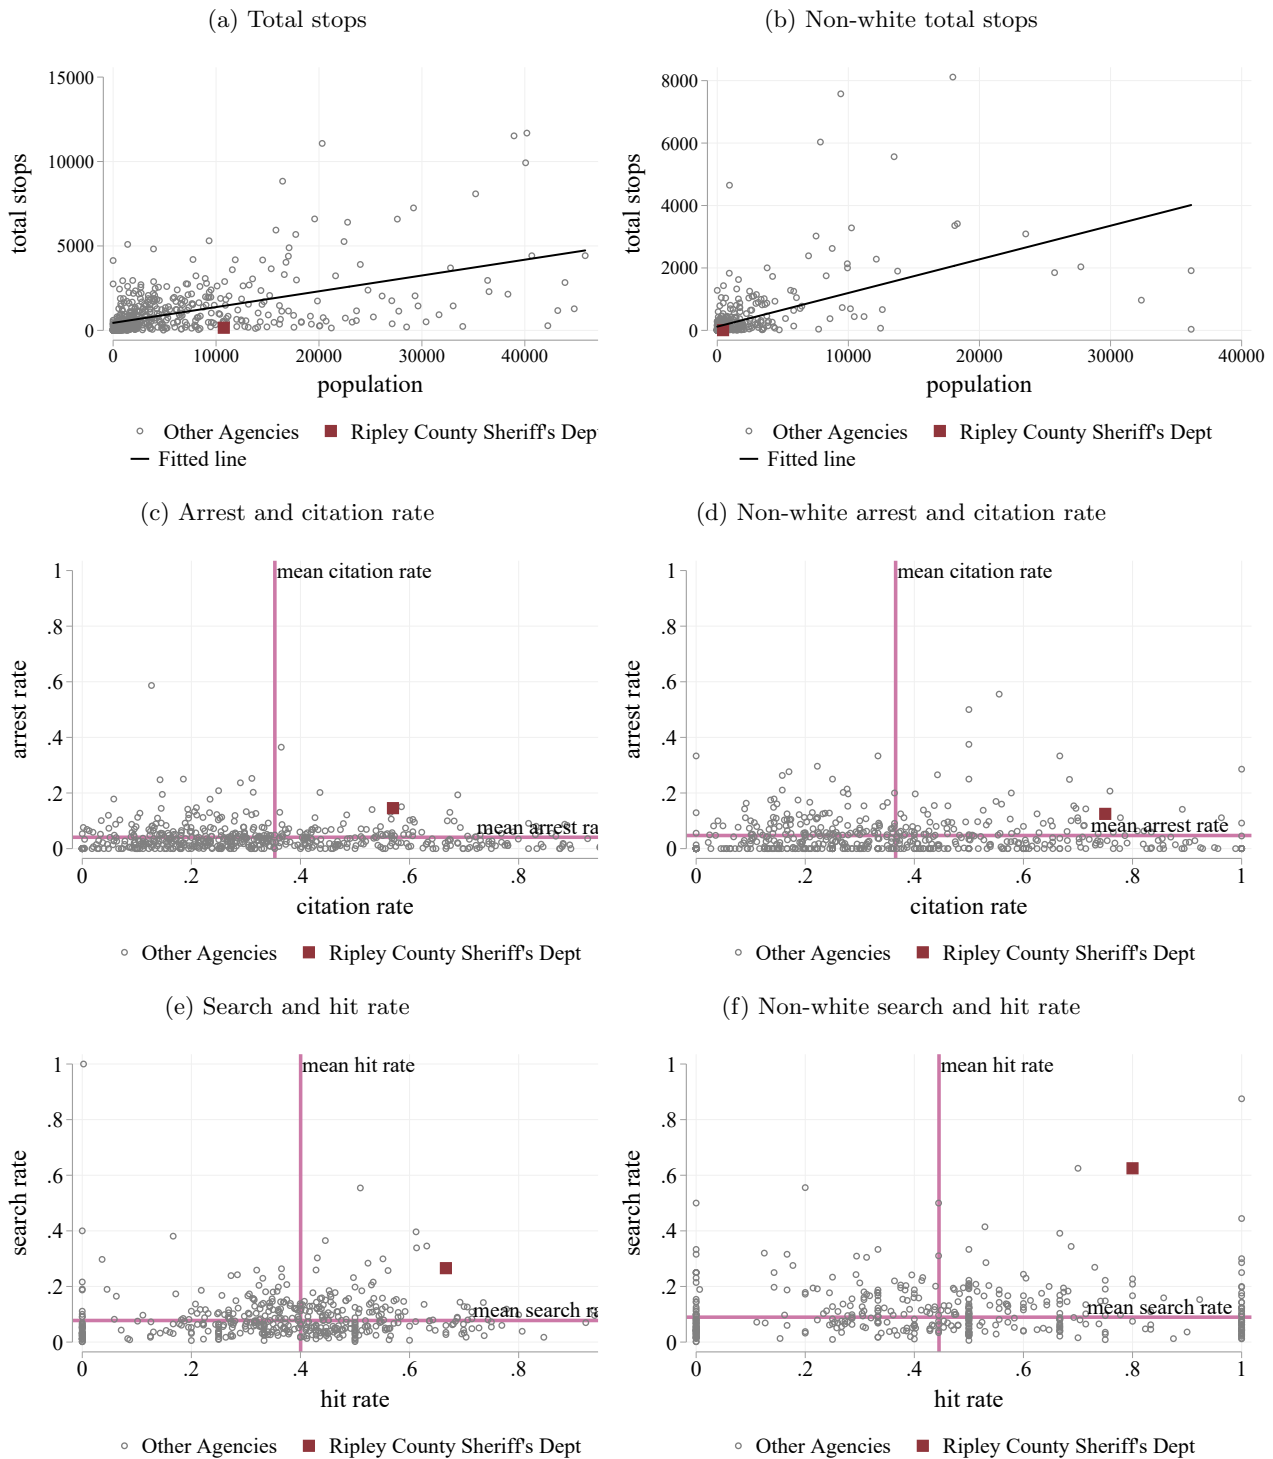 (a) Total stops
(b) Non-white total stops
15000
10000
5000
0
total stops
0 10000 20000 30000 40000
population
Other Agencies Ripley County Sheriff's Dep
Fitted line
8000
6000
4000
2000
0
total stops
0 10000 20000 30000 40000
population
Other Agencies Ripley County Sheriff's Dept
Fitted line
(c) Arrest and citation rate
(d) Non-white arrest and citation rate
1
.8
.6
.4
.2
0
arrest rate
mean citation rate
mean arrest ra
0 .2 .4 .6 .8
citation rate
Other Agencies Ripley County Sheriff's Dept
1
.8
.6
.4
.2
0
arrest rate
mean citation rate
mean arrest rate
0 .2 .4 .6 .8 1
citation rate
Other Agencies Ripley County Sheriff's Dept
(e) Search and hit rate
(f) Non-white search and hit rate
1
.8
.6
.4
.2
0
search rate
mean hit rate
mean search ra
0 .2 .4 .6 .8
hit rate
Other Agencies Ripley County Sheriff's Dept
1
.8
.6
.4
.2
0
search rate
mean hit rate
mean search rate
0 .2 .4 .6 .8 1
hit rate
Other Agencies Ripley County Sheriff's Dept